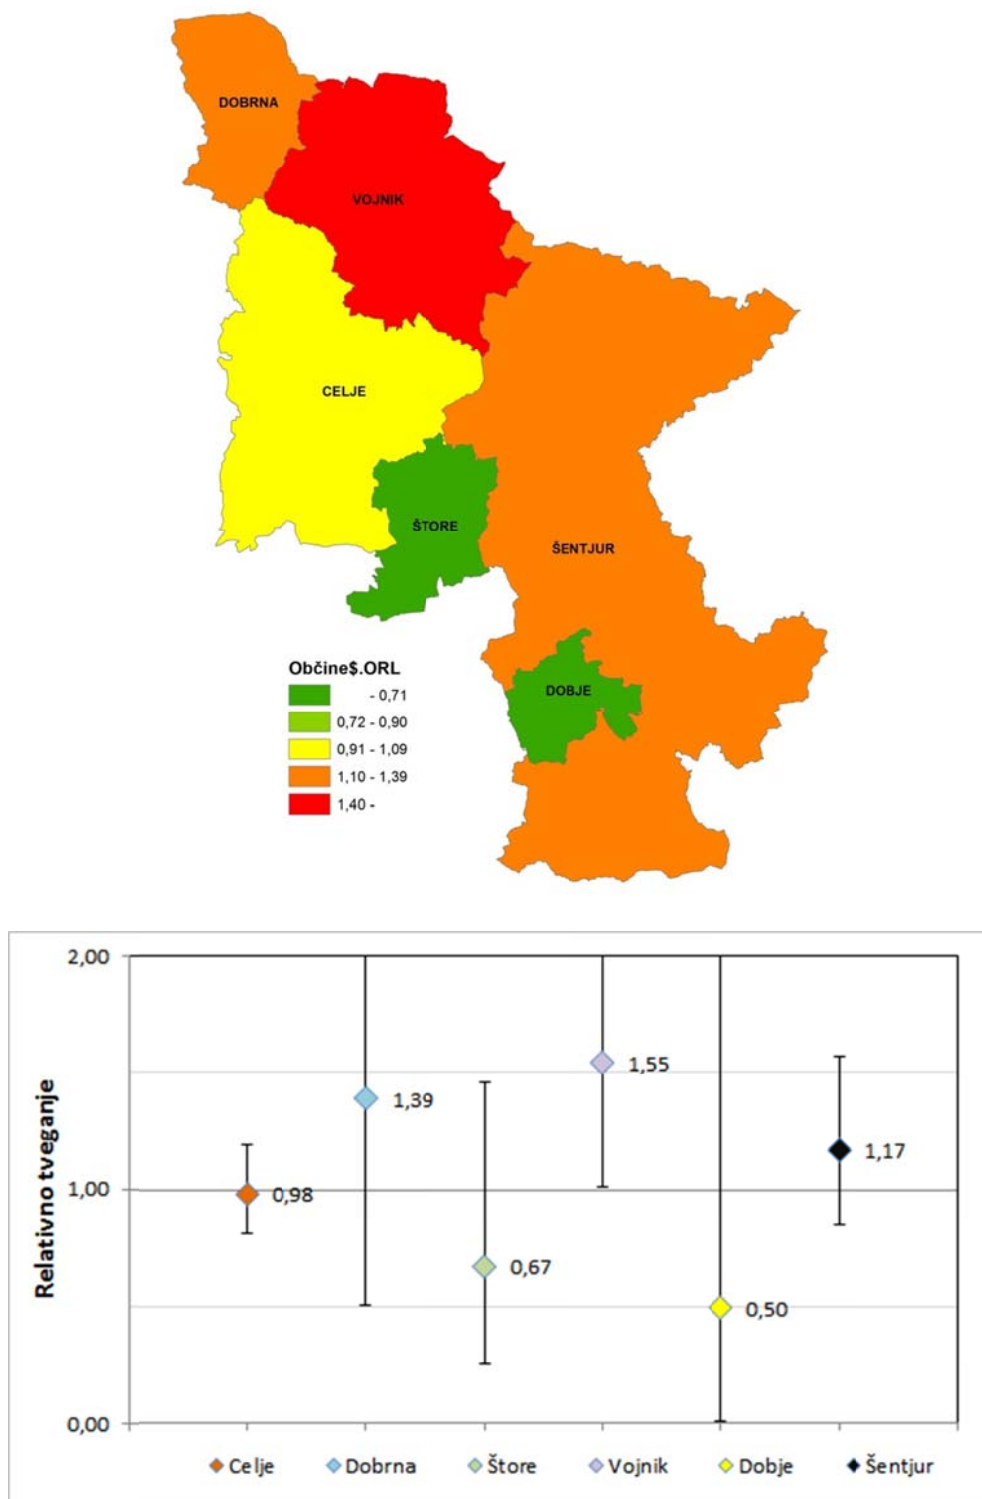 DOBRNA
VOJNIK
CELJE
ŠTORE
ŠENTJUR
DOBJE
Občine$.ORL
- 0,71
0,72 - 0,90
0,91 - 1,09
1,10 - 1,39
1,40 -
Relativno tveganje
2,00
1,00
0,00
0,98
1,39
0,67
1,55
0,50
1,17
Celje Dobrna Štore Vojnik Dobje Šentjur